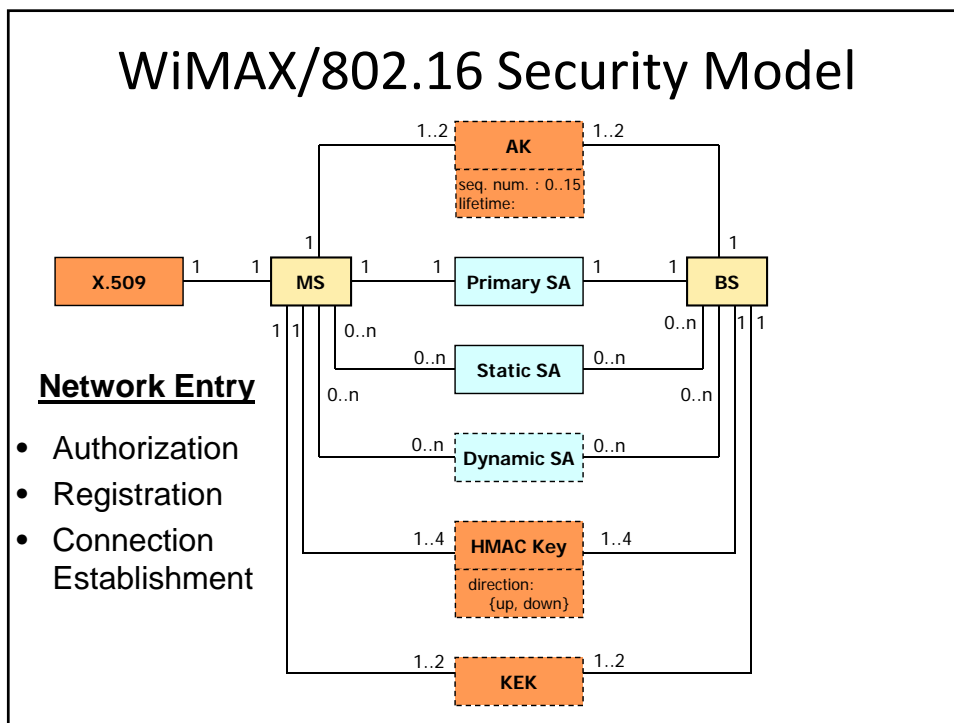 WiMAX/802.16 Security Model
1..2 AK 1..2
seq. num. : 0..15
lifetime:
1 1
X.509 1 1 MS 1 1 Primary SA 1 1 BS
1 1 0..n 0..n 1 1
0..n Static SA 0..n
Network Entry
0..n 0..n
• Authorization
0..n Dynamic SA 0..n
• Registration
• Connection
Establishment
1..4 HMAC Key 1..4
direction:
{up, down}
1..2 KEK 1..2